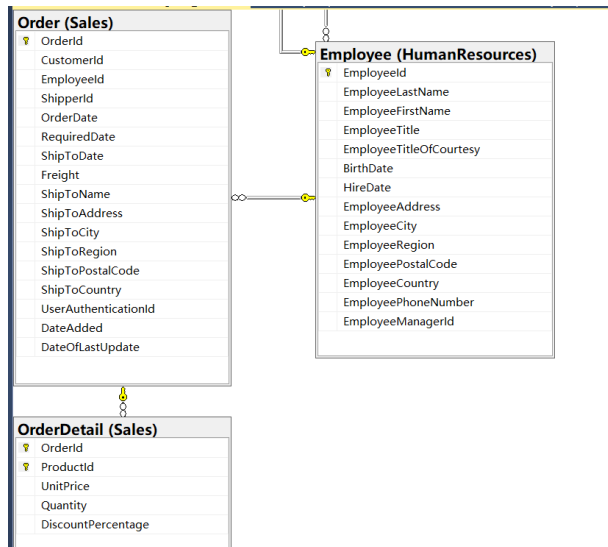 Order (Sales)
OrderId
CustomerId
EmployeeId
ShipperId
OrderDate
RequiredDate
ShipToDate
Freight
ShipToName
ShipToAddress
ShipToCity
ShipToRegion
ShipToPostalCode
ShipToCountry
UserAuthenticationId
DateAdded
DateOfLastUpdate
Employee (HumanResources)
EmployeeId
EmployeeLastName
EmployeeFirstName
EmployeeTitle
EmployeeTitleOfCourtesy
BirthDate
HireDate
EmployeeAddress
EmployeeCity
EmployeeRegion
EmployeePostalCode
EmployeeCountry
EmployeePhoneNumber
EmployeeManagerId
OrderDetail (Sales)
OrderId
ProductId
UnitPrice
Quantity
DiscountPercentage